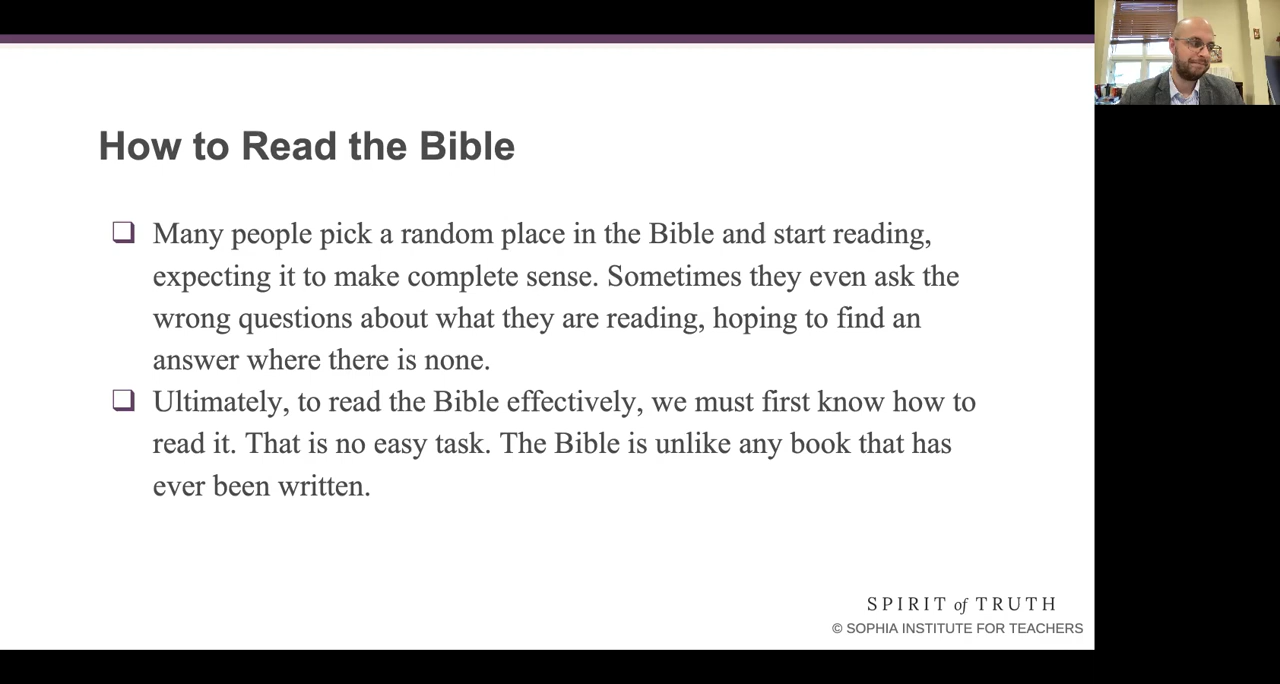 How to Read the Bible
❑ Many people pick a random place in the Bible and start reading,
expecting it to make complete sense. Sometimes they even ask the
wrong questions about what they are reading, hoping to find an
answer where there is none.
❑ Ultimately, to read the Bible effectively, we must first know how to
read it. That is no easy task. The Bible is unlike any book that has
ever been written.
SPIRIT of TRUTH
© SOPHIA INSTITUTE FOR TEACHERS